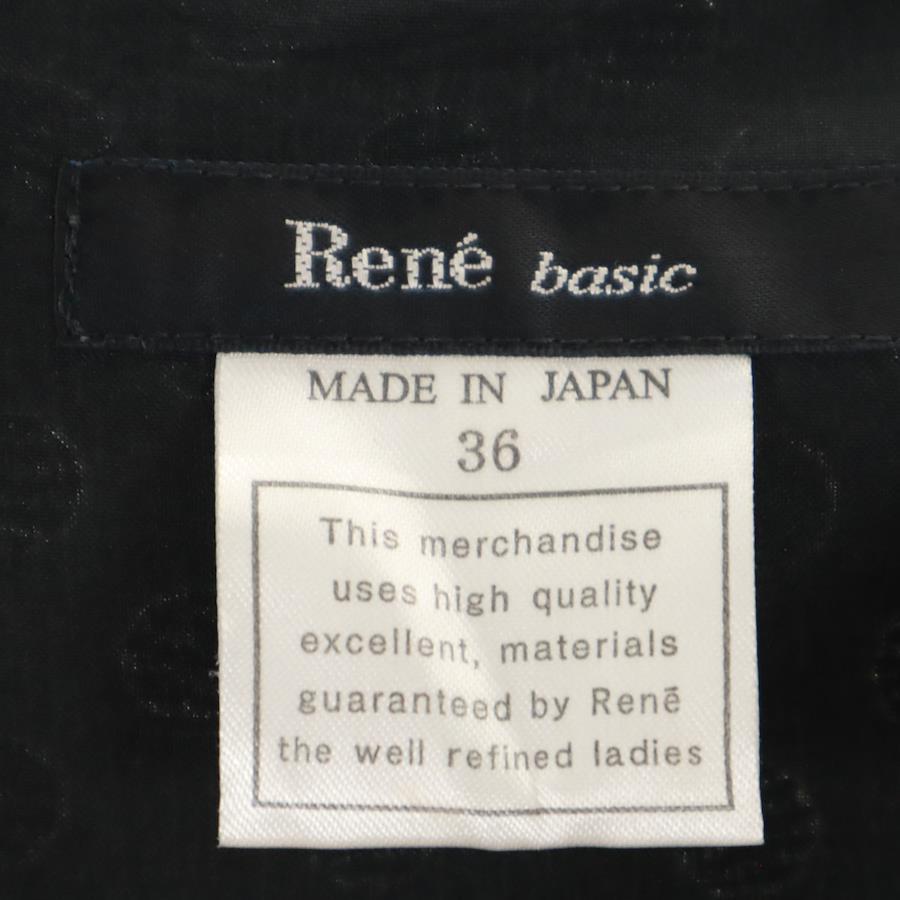 René basic
MADE IN JAPAN
36
This merchandise
uses high quality
excellent, materials
guaranteed by Renē
the well refined ladies